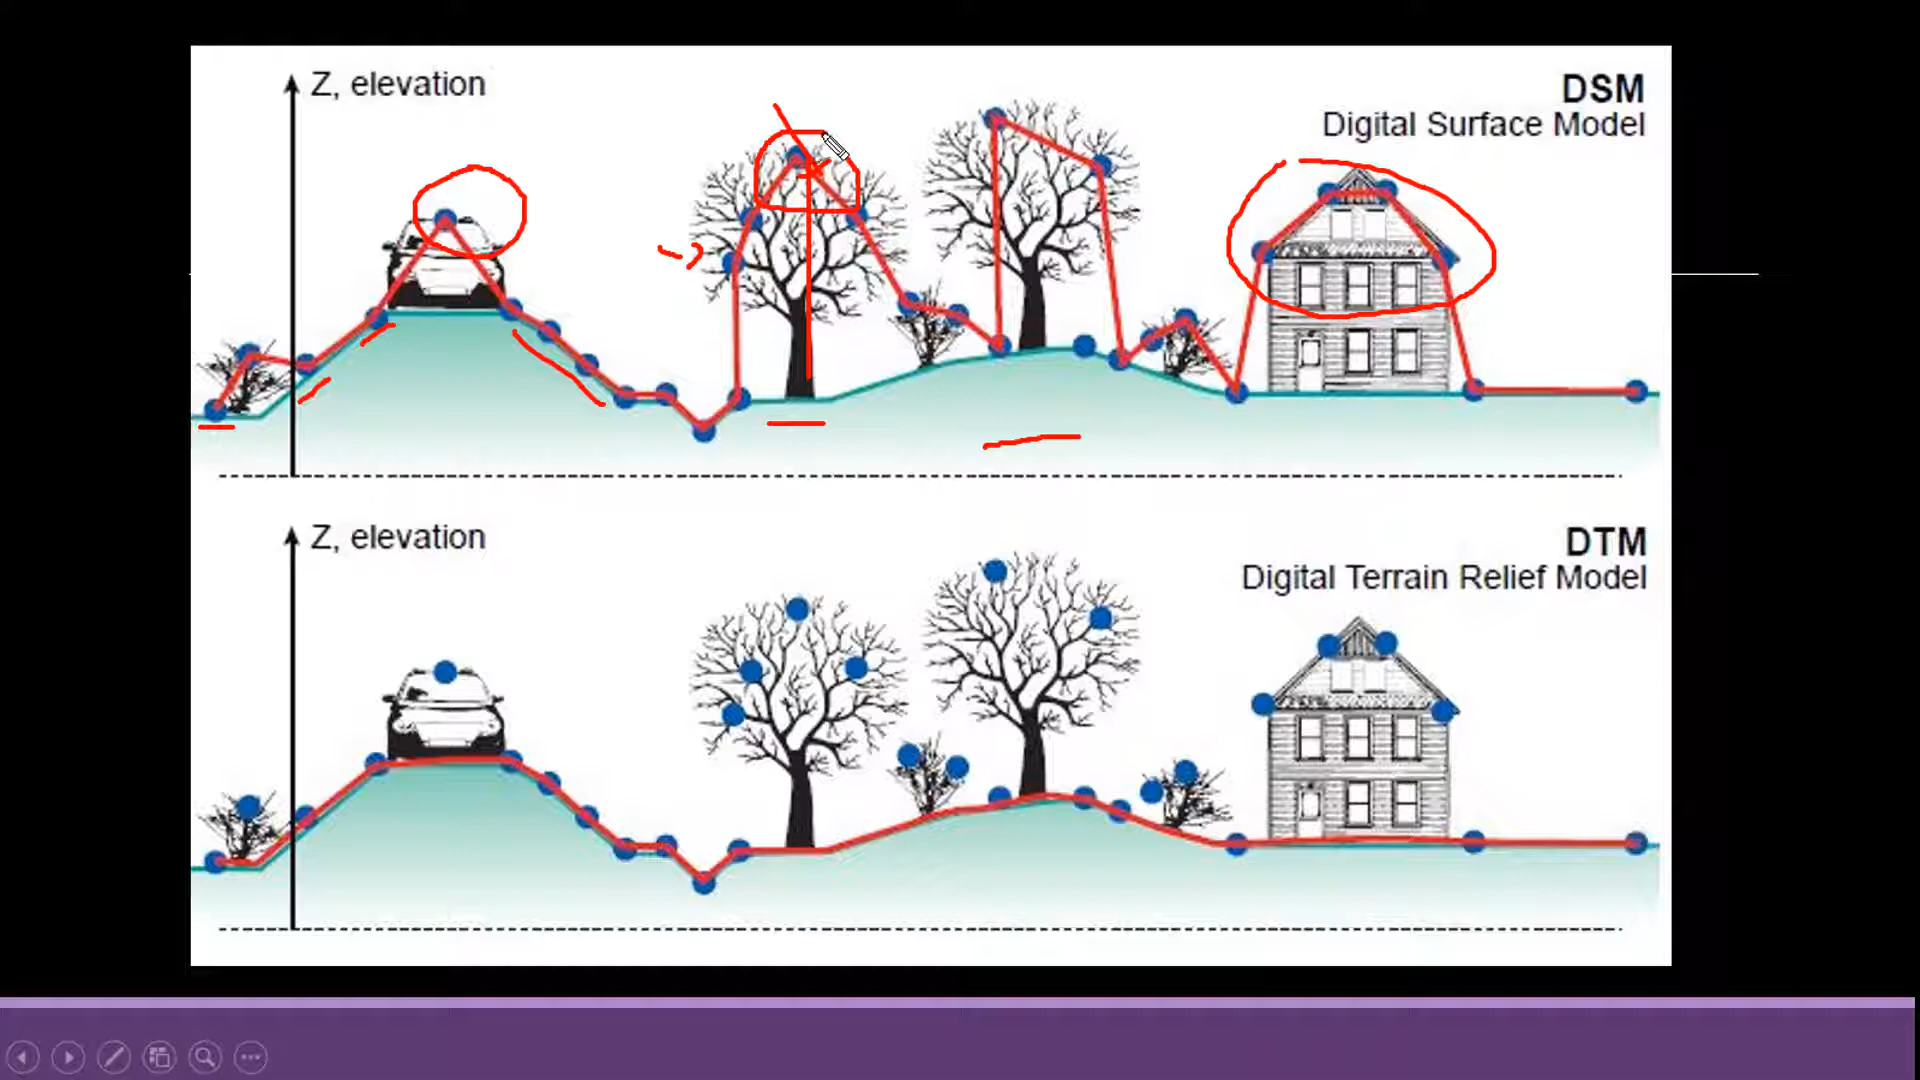 Z, elevation
DSM
Digital Surface Model
Z, elevation
DTM
Digital Terrain Relief Model